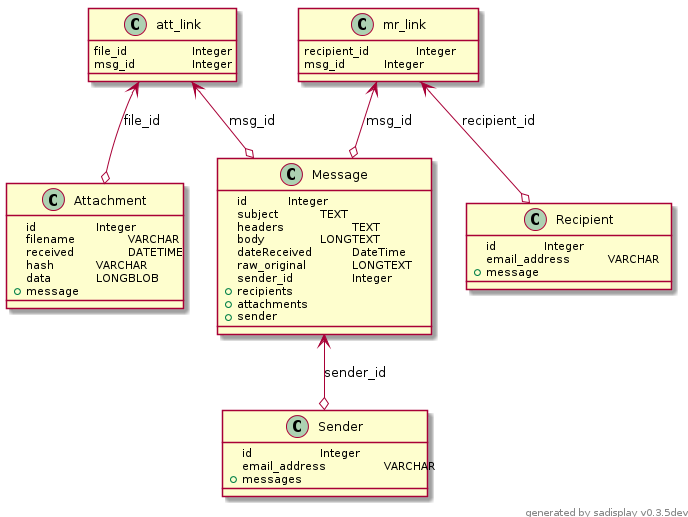 C att_link
file_id Integer
msg_id Integer
C mr_link
recipient_id Integer
msg_id Integer
file_id
msg_id
msg_id
recipient_id
C Attachment
id Integer
filename VARCHAR
received DATETIME
hash VARCHAR
data LONGBLOB
message
C Message
id Integer
subject TEXT
headers TEXT
body LONGTEXT
dateReceived DateTime
raw_original LONGTEXT
sender_id Integer
recipients
attachments
sender
C Recipient
id Integer
email_address VARCHAR
message
sender_id
C Sender
id Integer
email_address VARCHAR
messages
generated by sadisplay v0.3.5dev